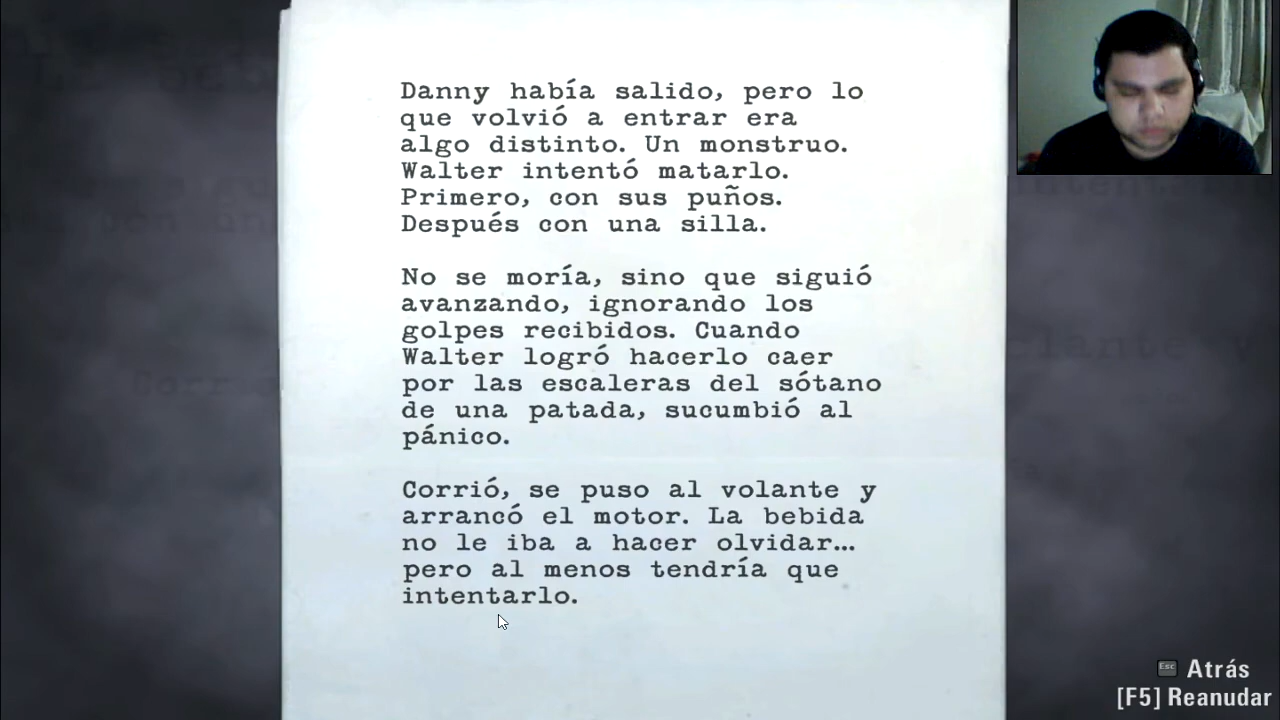 Danny había salido, pero lo
que volvió a entrar era
algo distinto. Un monstruo.
Walter intentó matarlo.
Primero, con sus puños.
Después con una silla.
No se moría, sino que siguió
avanzando, ignorando los
golpes recibidos. Cuando
Walter logró hacerlo caer
por las escaleras del sótano
de una patada, sucumbió al
pánico.
Corrió, se puso al volante y
arrancó el motor. La bebida
no le iba a hacer olvidar...
pero al menos tendría que
intentarlo.
Esc Atrás
[F5] Reanudar